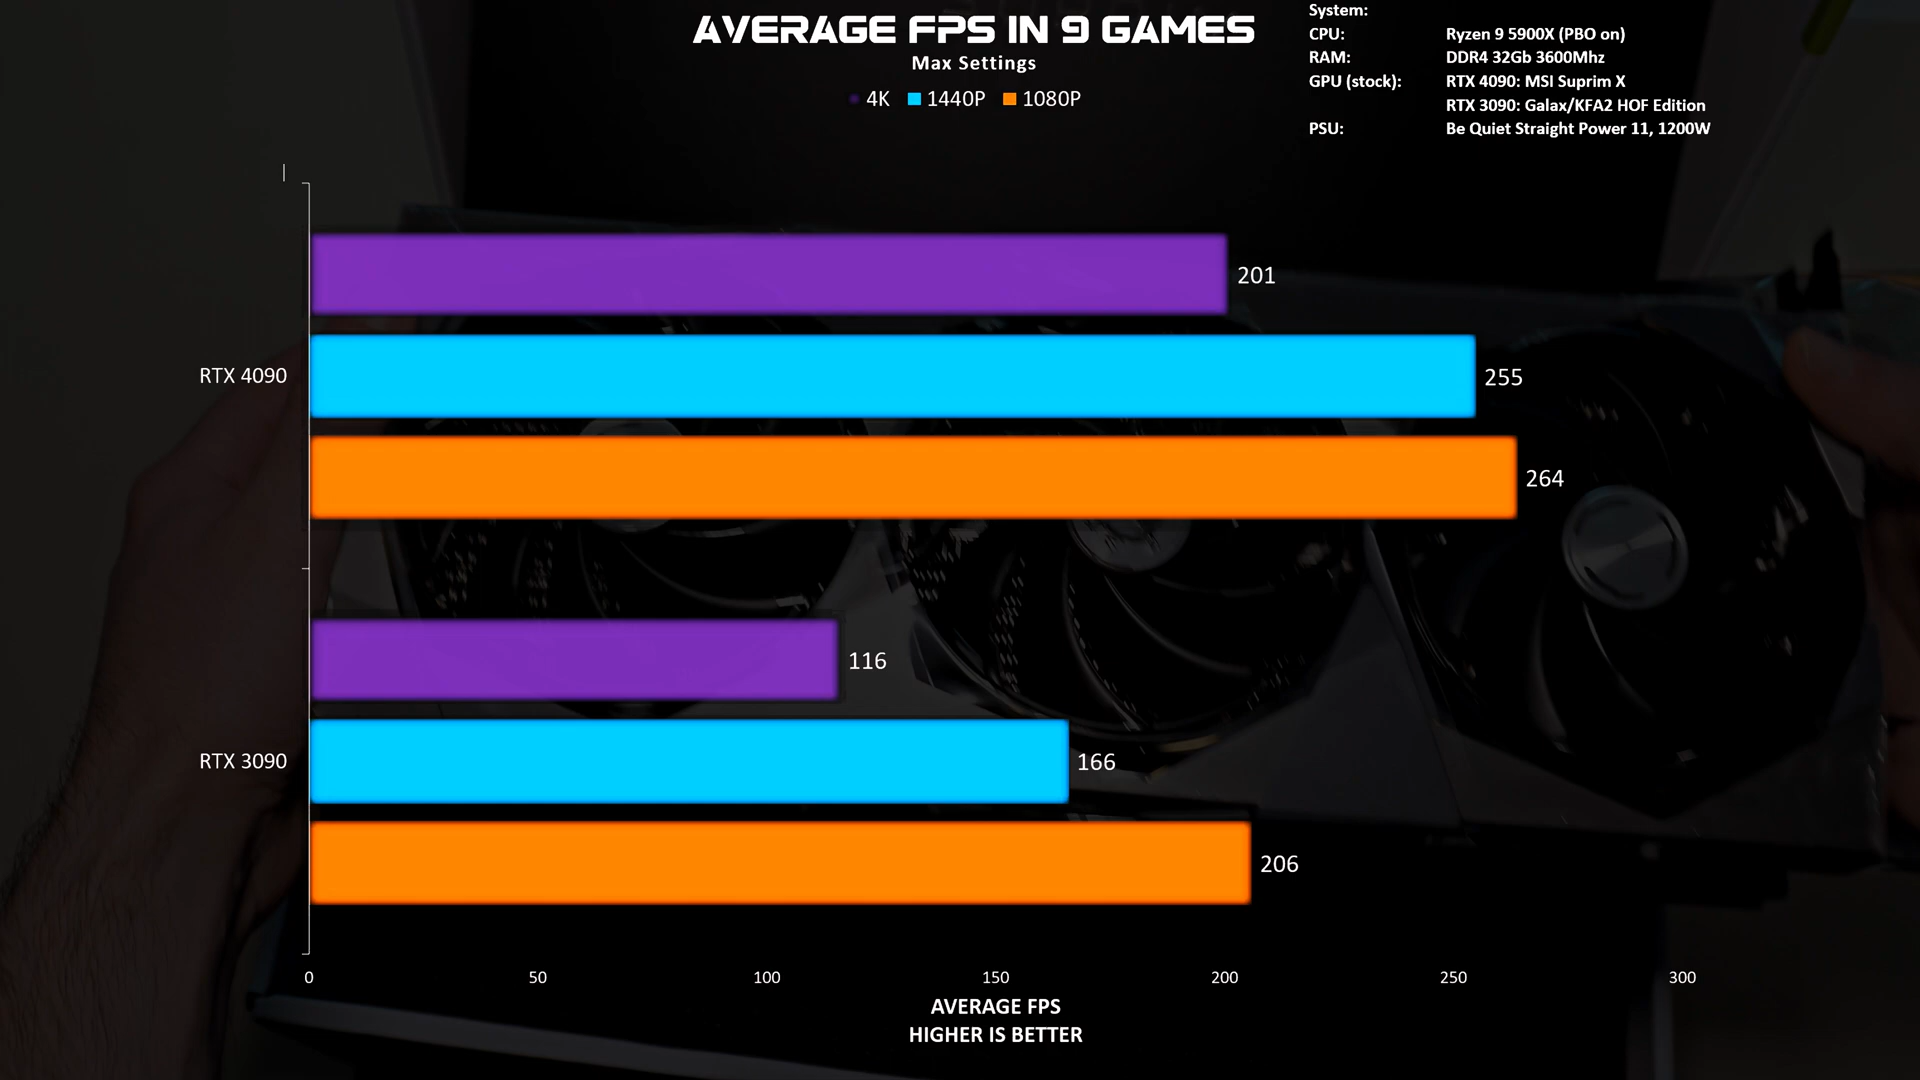 AVERAGE FPS IN 9 GAMES
Max Settings
4K 1440P 1080P
System:
CPU: Ryzen 9 5900X (PBO on)
RAM: DDR4 32Gb 3600Mhz
GPU (stock): RTX 4090: MSI Suprim X
RTX 3090: Galax/KFA2 HOF Edition
PSU: Be Quiet Straight Power 11, 1200W
201
RTX 4090
255
264
116
RTX 3090
166
206
0 50 100 150 200 250 300
AVERAGE FPS
HIGHER IS BETTER